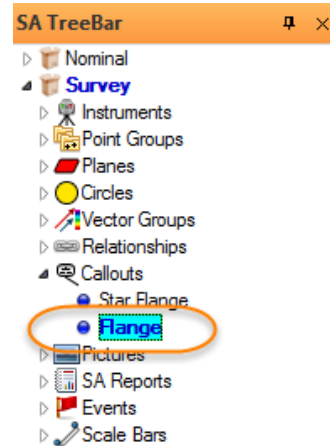 SA TreeBar
Nominal
Survey
Instruments
Point Groups
Planes
Circles
Vector Groups
Relationships
Callouts
Star Flange
Flange
Pictures
SA Reports
Events
Scale Bars